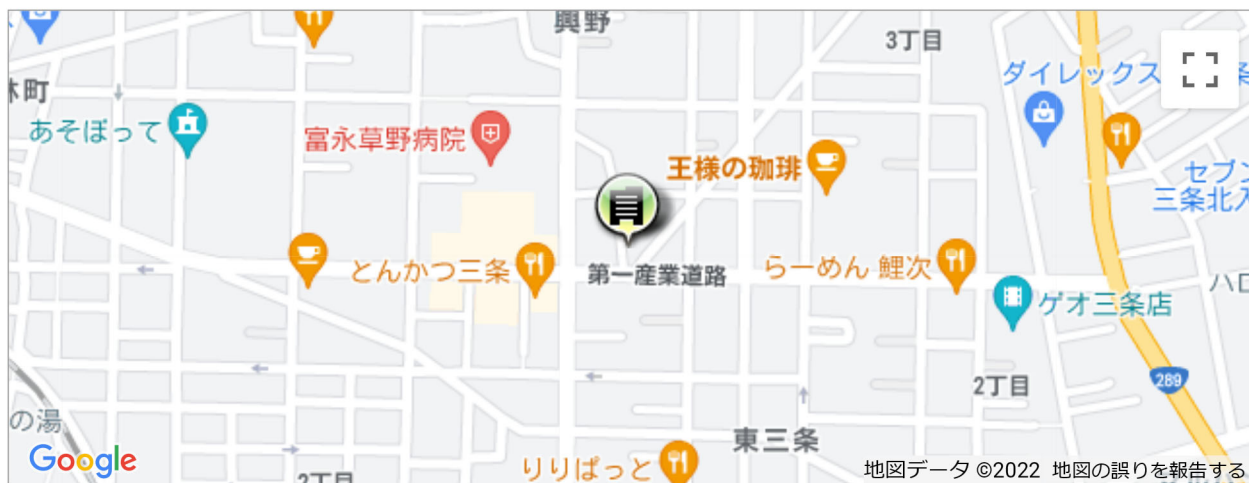 興野
3丁目
ダイレックス
林町
あそぼって
富永草野病院
王様の珈琲
セブン
三条北入
とんかつ三条
第一産業道路
らーめん 鯉次
ハロ
ゲオ三条店
289
2丁目
の湯
東三条
Google
りりぱっと
2丁目
地図データ ©2022 地図の誤りを報告する